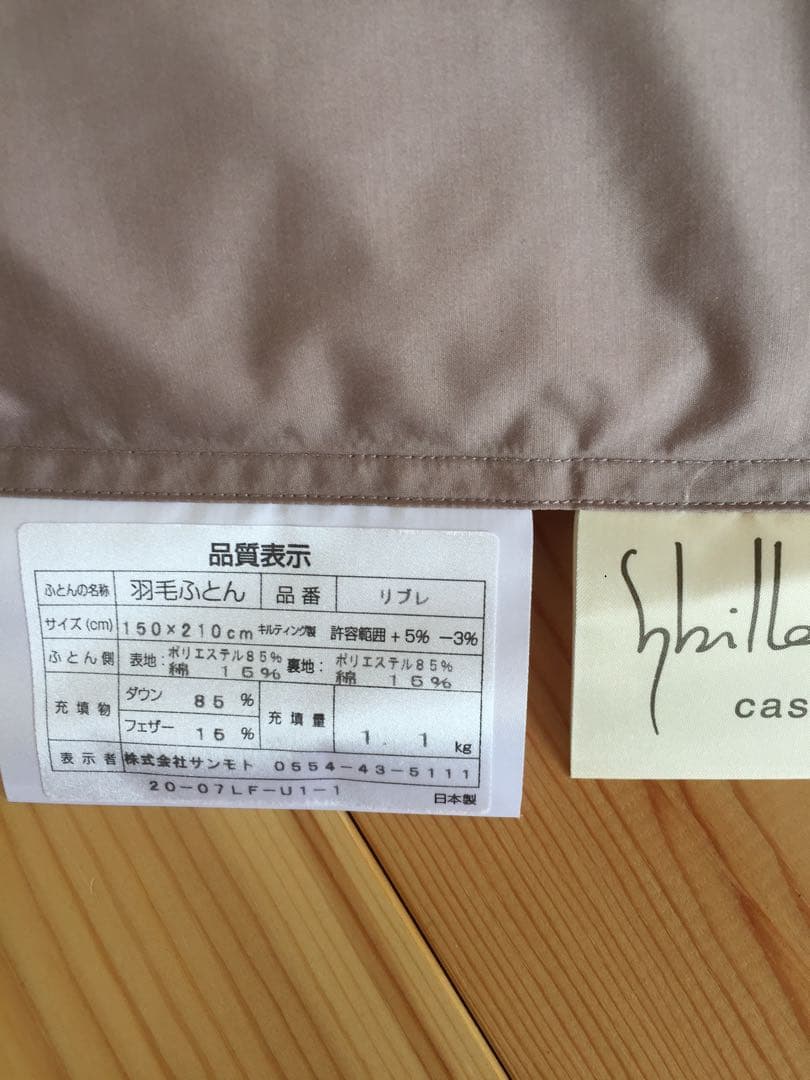 品質表示
ふとんの名称 羽毛ふとん 品番 リブレ
サイズ(cm) 150×210cm キルティング製 許容範囲 +5% −3%
ふとん側 表地:ポリエステル85% 綿 15% 裏地:ポリエステル85% 綿 15%
充填物 ダウン 85% フェザー 15% 充填量 1.1kg
表示者 株式会社サンモト 0554-43-5111
20-07LF-U1-1
日本製
Sybilla
cas